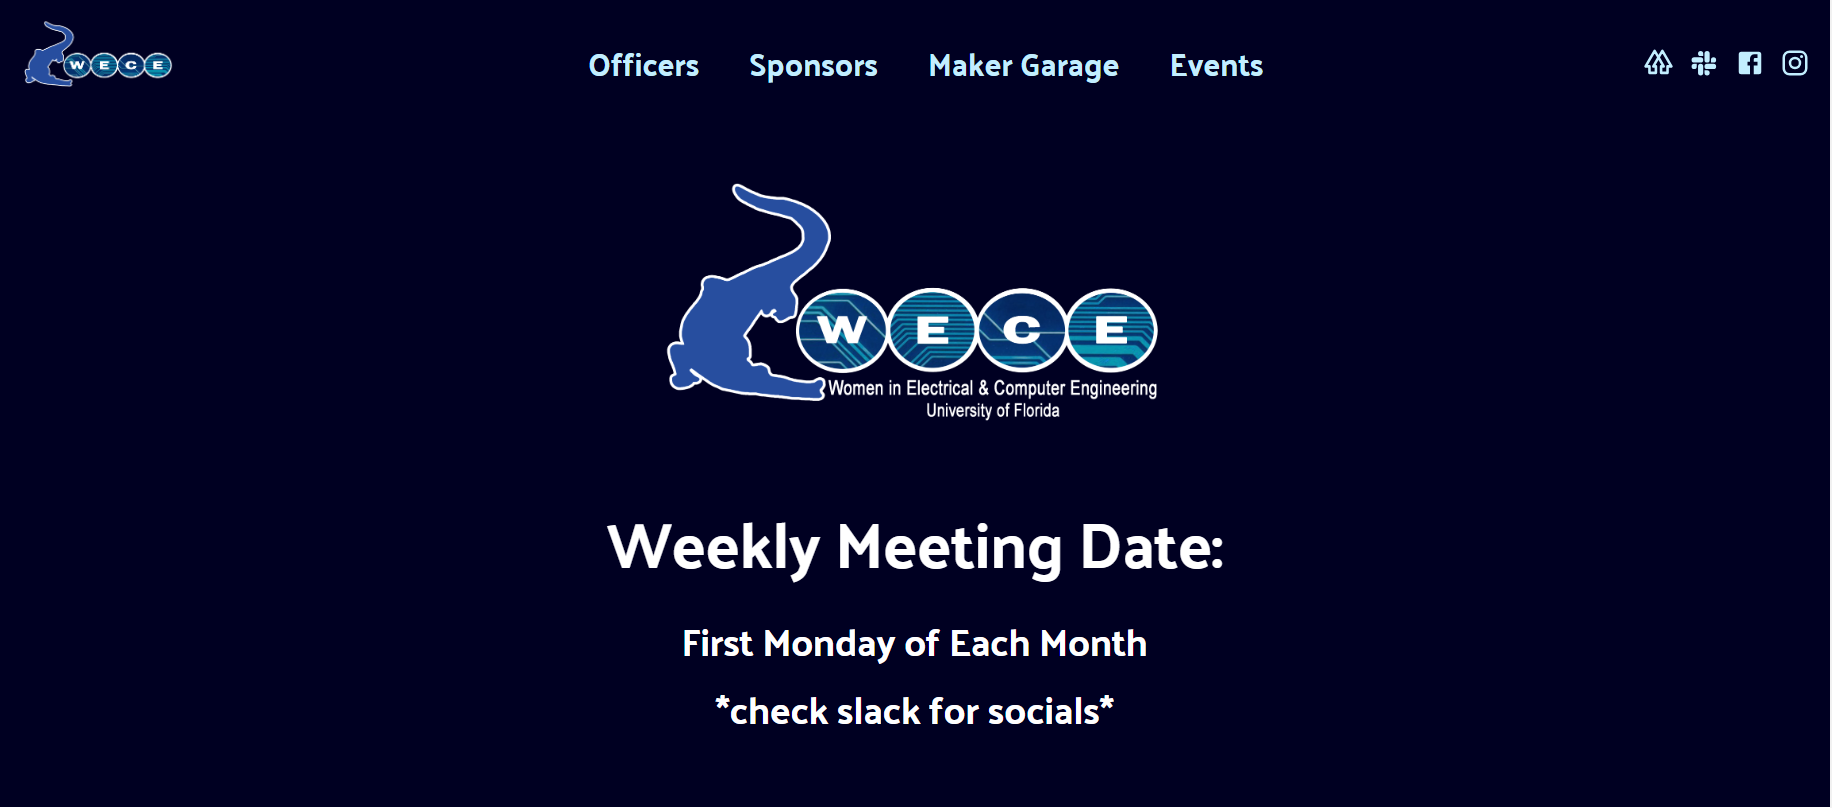 WECE
Officers Sponsors Maker Garage Events
WECE
Women in Electrical & Computer Engineering
University of Florida
Weekly Meeting Date:
First Monday of Each Month
*check slack for socials*